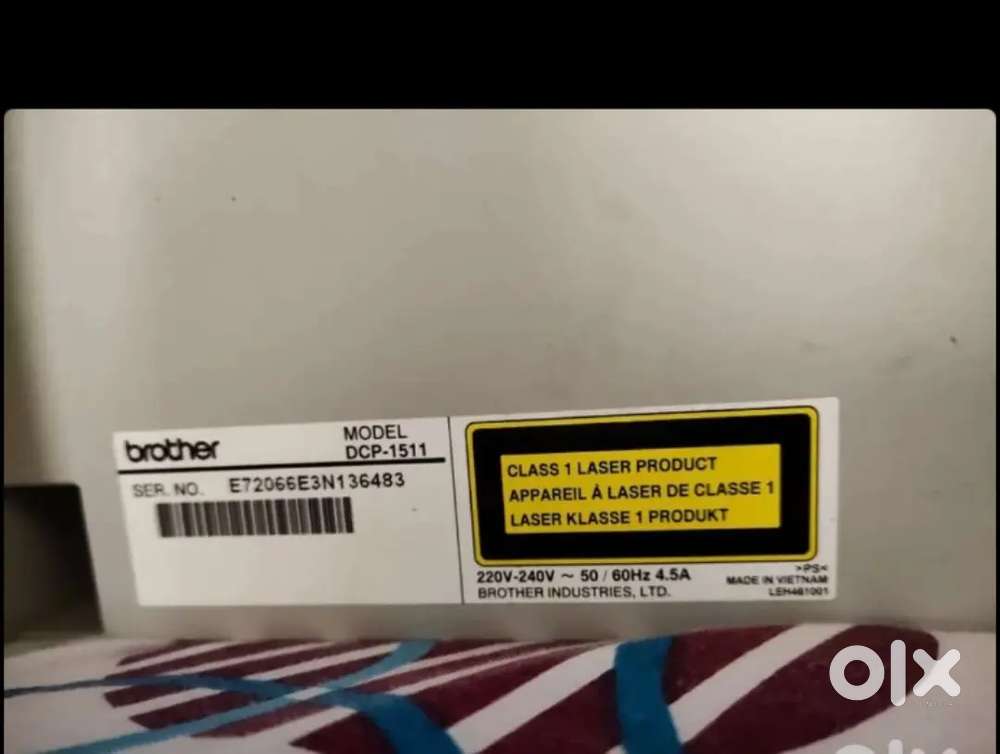 brother
MODEL
DCP-1511
SER. NO. E72066E3N136483
CLASS 1 LASER PRODUCT
APPAREIL À LASER DE CLASSE 1
LASER KLASSE 1 PRODUKT
220V-240V ~ 50 / 60Hz 4.5A
BROTHER INDUSTRIES, LTD.
>PS<
MADE IN VIETNAM
LEH461001
olx
olx